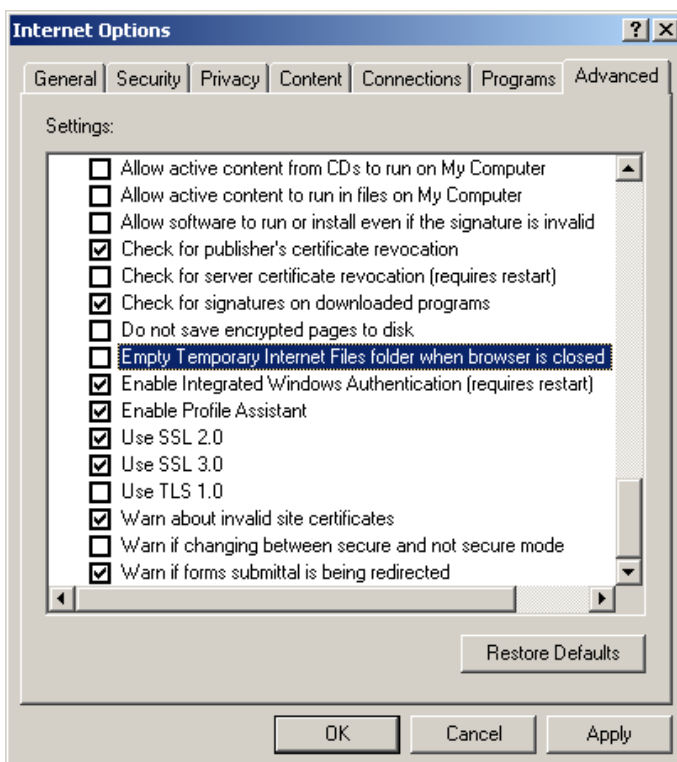 Internet Options
General Security Privacy Content Connections Programs Advanced
Settings:
Allow active content from CDs to run on My Computer
Allow active content to run in files on My Computer
Allow software to run or install even if the signature is invalid
Check for publisher's certificate revocation
Check for server certificate revocation (requires restart)
Check for signatures on downloaded programs
Do not save encrypted pages to disk
Empty Temporary Internet Files folder when browser is closed
Enable Integrated Windows Authentication (requires restart)
Enable Profile Assistant
Use SSL 2.0
Use SSL 3.0
Use TLS 1.0
Warn about invalid site certificates
Warn if changing between secure and not secure mode
Warn if forms submittal is being redirected
Restore Defaults
OK Cancel Apply